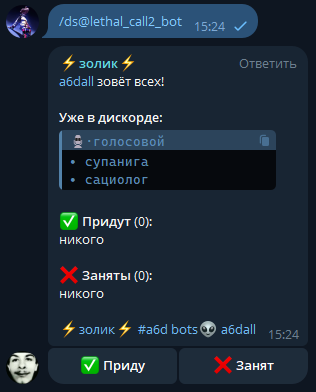 /ds@lethal_call2_bot
15:24
⚡золик⚡ Ответить
a6dall зовёт всех!
Уже в дискорде:
·голосовой
• супанига
• сациолог
✅ Придут (0):
никого
❌ Заняты (0):
никого
⚡золик⚡ #a6d bots👽 a6dall
15:24
✅ Приду ❌ Занят